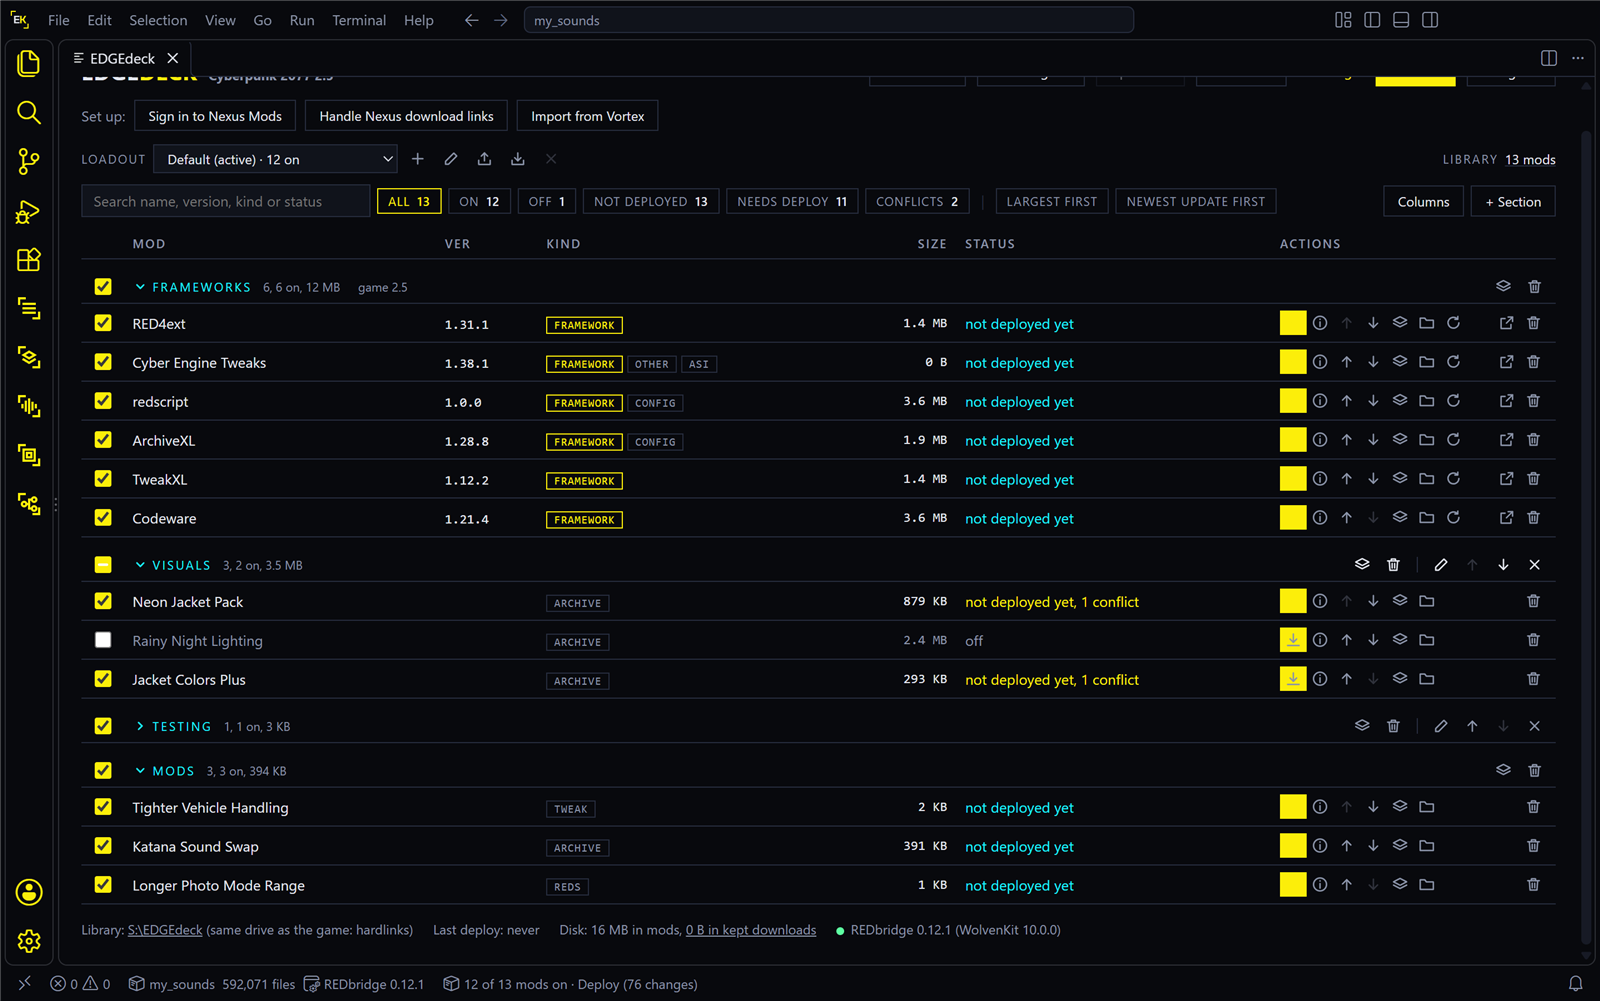 EK File Edit Selection View Go Run Terminal Help my_sounds
EDGEdeck
EDGEDECK Cyberpunk 2077 2.5
Set up: Sign in to Nexus Mods Handle Nexus download links Import from Vortex
LOADOUT Default (active) · 12 on LIBRARY 13 mods
Search name, version, kind or status ALL 13 ON 12 OFF 1 NOT DEPLOYED 13 NEEDS DEPLOY 11 CONFLICTS 2 LARGEST FIRST NEWEST UPDATE FIRST Columns + Section
MOD VER KIND SIZE STATUS ACTIONS
FRAMEWORKS 6, 6 on, 12 MB game 2.5
RED4ext 1.31.1 FRAMEWORK 1.4 MB not deployed yet
Cyber Engine Tweaks 1.38.1 FRAMEWORK OTHER ASI 0 B not deployed yet
redscript 1.0.0 FRAMEWORK CONFIG 3.6 MB not deployed yet
ArchiveXL 1.28.8 FRAMEWORK CONFIG 1.9 MB not deployed yet
TweakXL 1.12.2 FRAMEWORK 1.4 MB not deployed yet
Codeware 1.21.4 FRAMEWORK 3.6 MB not deployed yet
VISUALS 3, 2 on, 3.5 MB
Neon Jacket Pack ARCHIVE 879 KB not deployed yet, 1 conflict
Rainy Night Lighting ARCHIVE 2.4 MB off
Jacket Colors Plus ARCHIVE 293 KB not deployed yet, 1 conflict
TESTING 1, 1 on, 3 KB
MODS 3, 3 on, 394 KB
Tighter Vehicle Handling TWEAK 2 KB not deployed yet
Katana Sound Swap ARCHIVE 391 KB not deployed yet
Longer Photo Mode Range REDS 1 KB not deployed yet
Library: S:\EDGEdeck (same drive as the game: hardlinks) Last deploy: never Disk: 16 MB in mods, 0 B in kept downloads REDbridge 0.12.1 (WolvenKit 10.0.0)
0 0 my_sounds 592,071 files REDbridge 0.12.1 12 of 13 mods on · Deploy (76 changes)